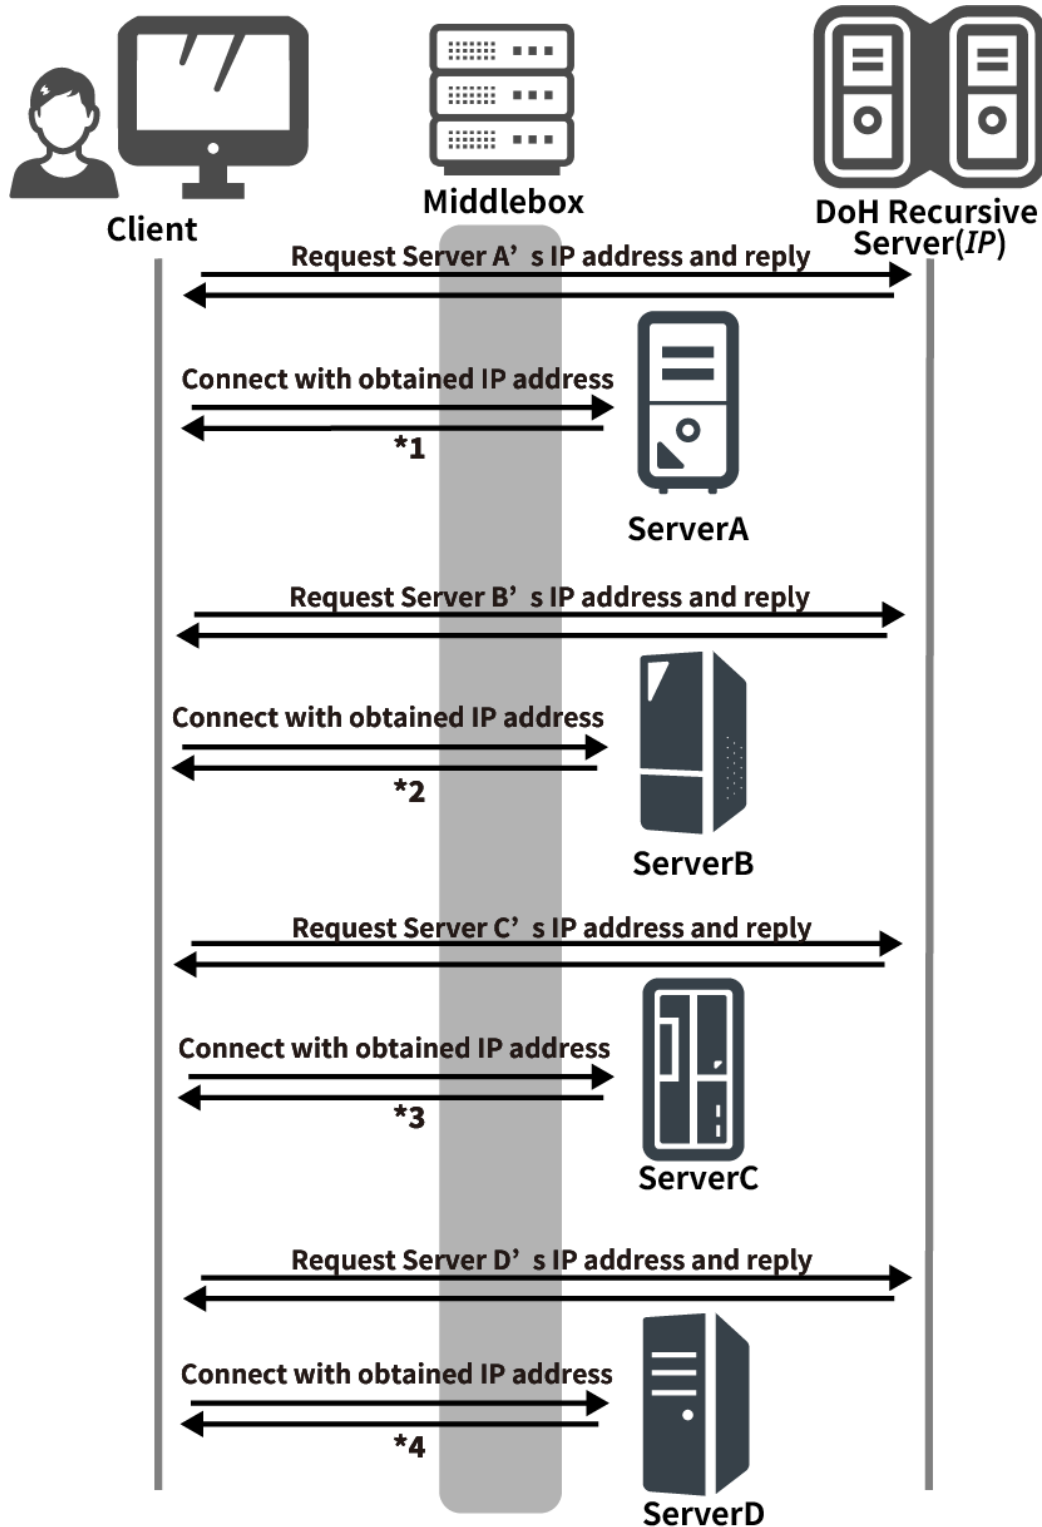 Client
Middlebox
DoH Recursive
Server(IP)
Request Server A’s IP address and reply
Connect with obtained IP address
*1
ServerA
Request Server B’s IP address and reply
Connect with obtained IP address
*2
ServerB
Request Server C’s IP address and reply
Connect with obtained IP address
*3
ServerC
Request Server D’s IP address and reply
Connect with obtained IP address
*4
ServerD